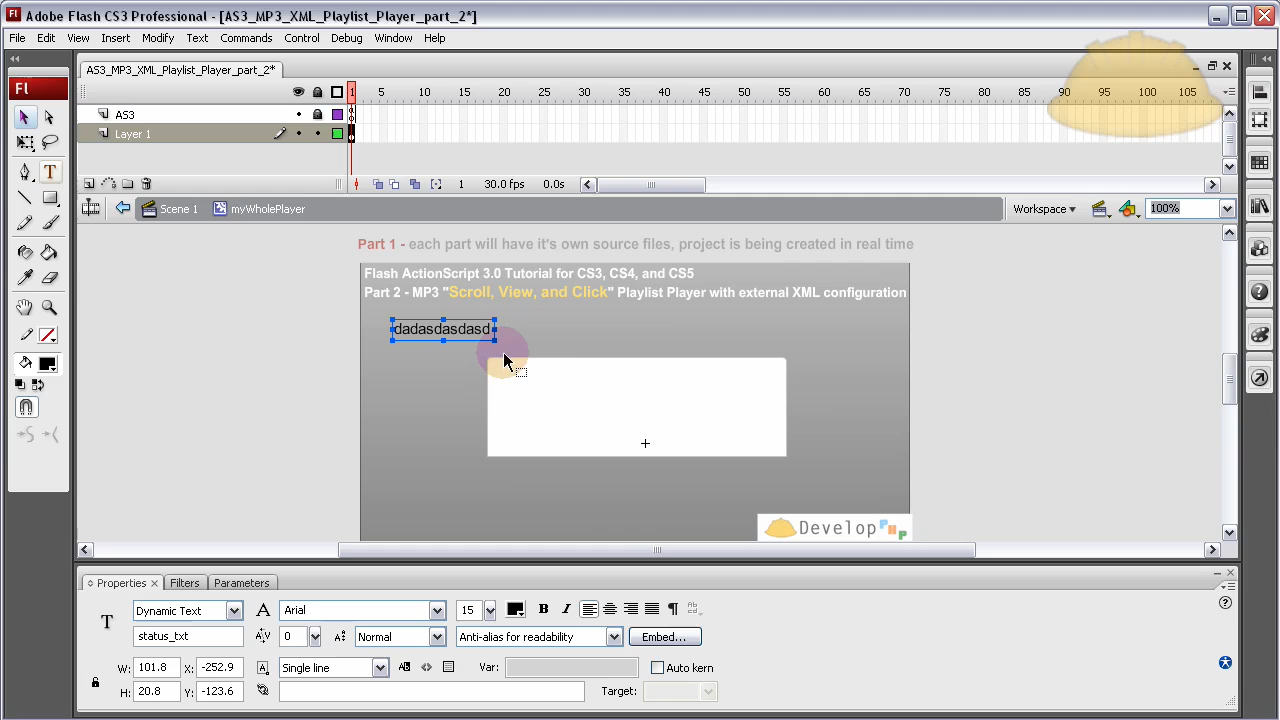 Adobe Flash CS3 Professional - [AS3_MP3_XML_Playlist_Player_part_2*]
File Edit View Insert Modify Text Commands Control Debug Window Help
AS3_MP3_XML_Playlist_Player_part_2*
Fl
1 5 10 15 20 25 30 35 40 45 50 55 60 65 70 75 80 85 90 95 100 105
AS3
Layer 1
1 30.0 fps 0.0s
Scene 1 myWholePlayer Workspace 100%
Part 1 - each part will have it's own source files, project is being created in real time
Flash ActionScript 3.0 Tutorial for CS3, CS4, and CS5
Part 2 - MP3 "Scroll, View, and Click" Playlist Player with external XML configuration
dadasdasdasd
Develop PHP
Properties Filters Parameters
Dynamic Text A Arial 15 B I
T
status_txt 0 Normal Anti-alias for readability Embed...
W: 101.8 X: -252.9 Single line Var: Auto kern
H: 20.8 Y: -123.6 Target: